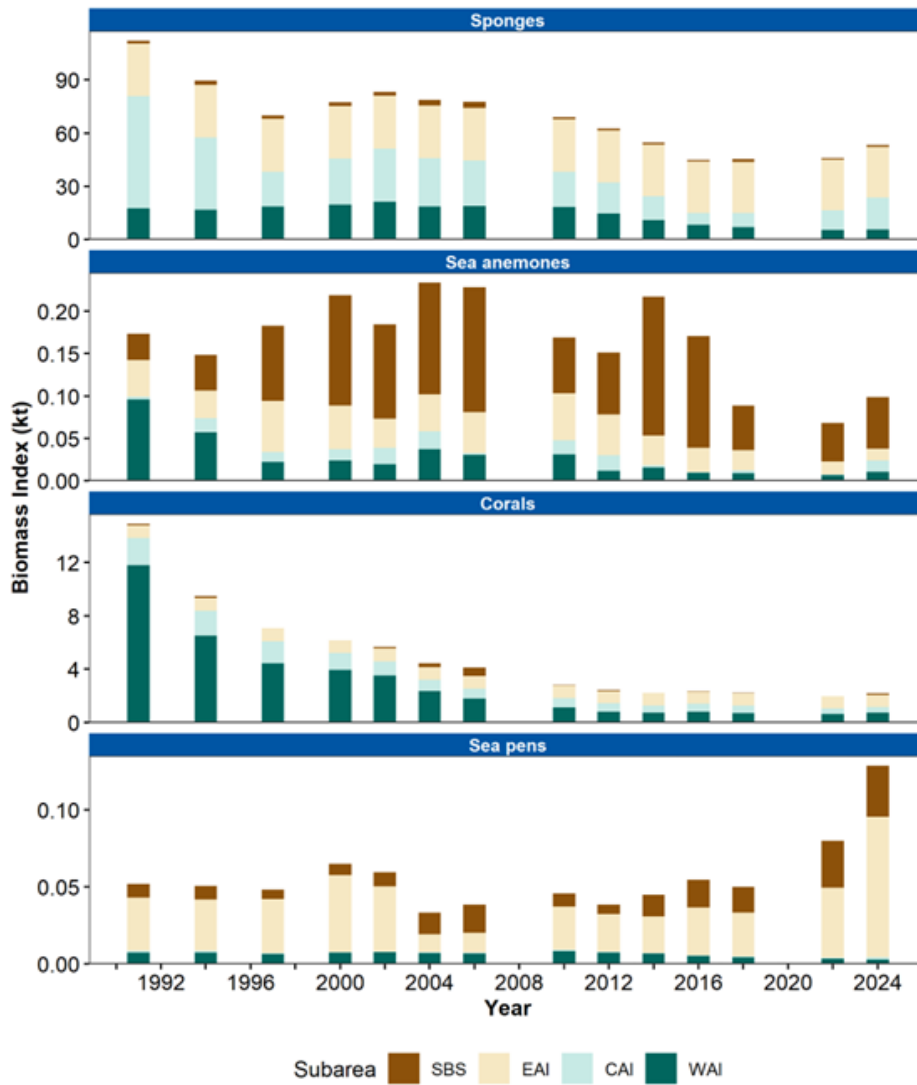 Sponges
90
60
30
0
Sea anemones
0.20
0.15
0.10
0.05
0.00
Biomass Index (kt)
Corals
12
8
4
0
Sea pens
0.10
0.05
0.00
1992 1996 2000 2004 2008 2012 2016 2020 2024
Year
Subarea SBS EAI CAI WAI